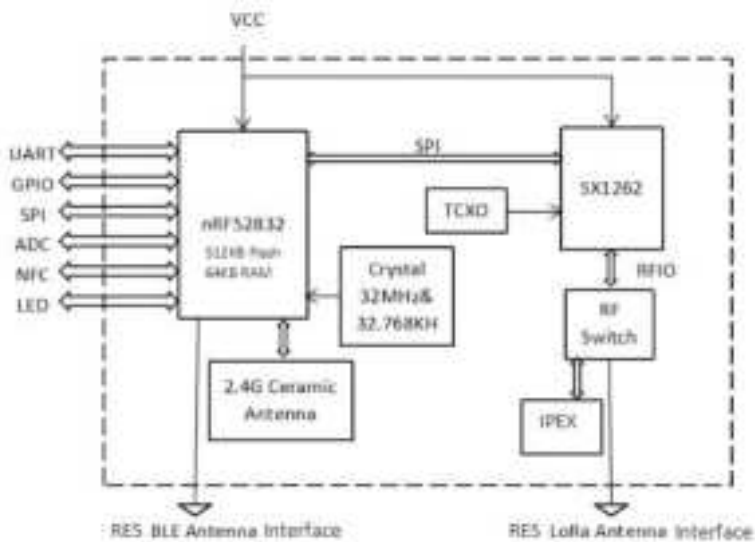 VCC
UART
GPIO
SPI
ADC
NFC
LED
nRF52832
512KB Flash
64KB RAM
SPI
SX1262
TCXO
Crystal
32MHz&
32.768KH
RFIO
RF
Switch
2.4G Ceramic
Antenna
IPEX
RES BLE Antenna Interface
RES LoRa Antenna Interface